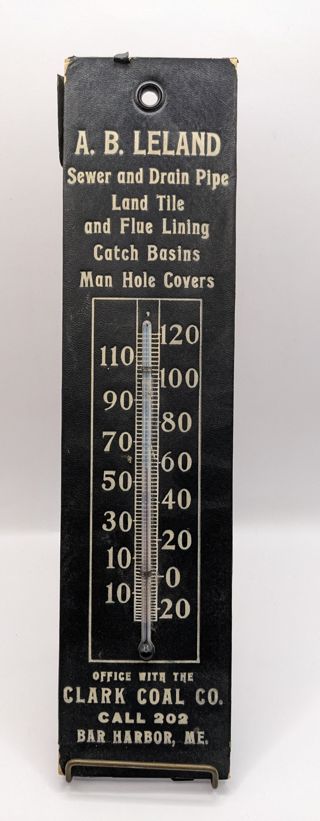 A. B. LELAND
Sewer and Drain Pipe
Land Tile
and Flue Lining
Catch Basins
Man Hole Covers
120
110
100
90
80
70
60
50
40
30
20
10
0
10
20
OFFICE WITH THE
CLARK COAL CO.
CALL 202
BAR HARBOR, ME.